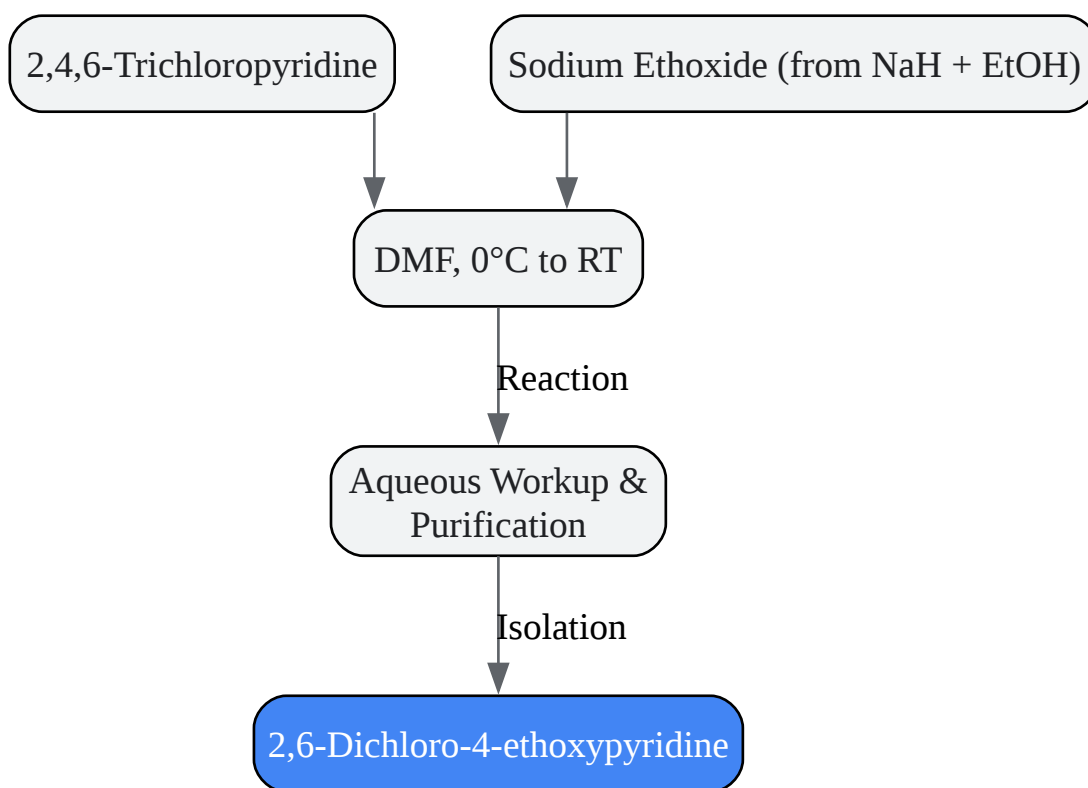 2,4,6-Trichloropyridine
Sodium Ethoxide (from NaH + EtOH)
DMF, 0°C to RT
Reaction
Aqueous Workup &
Purification
Isolation
2,6-Dichloro-4-ethoxypyridine